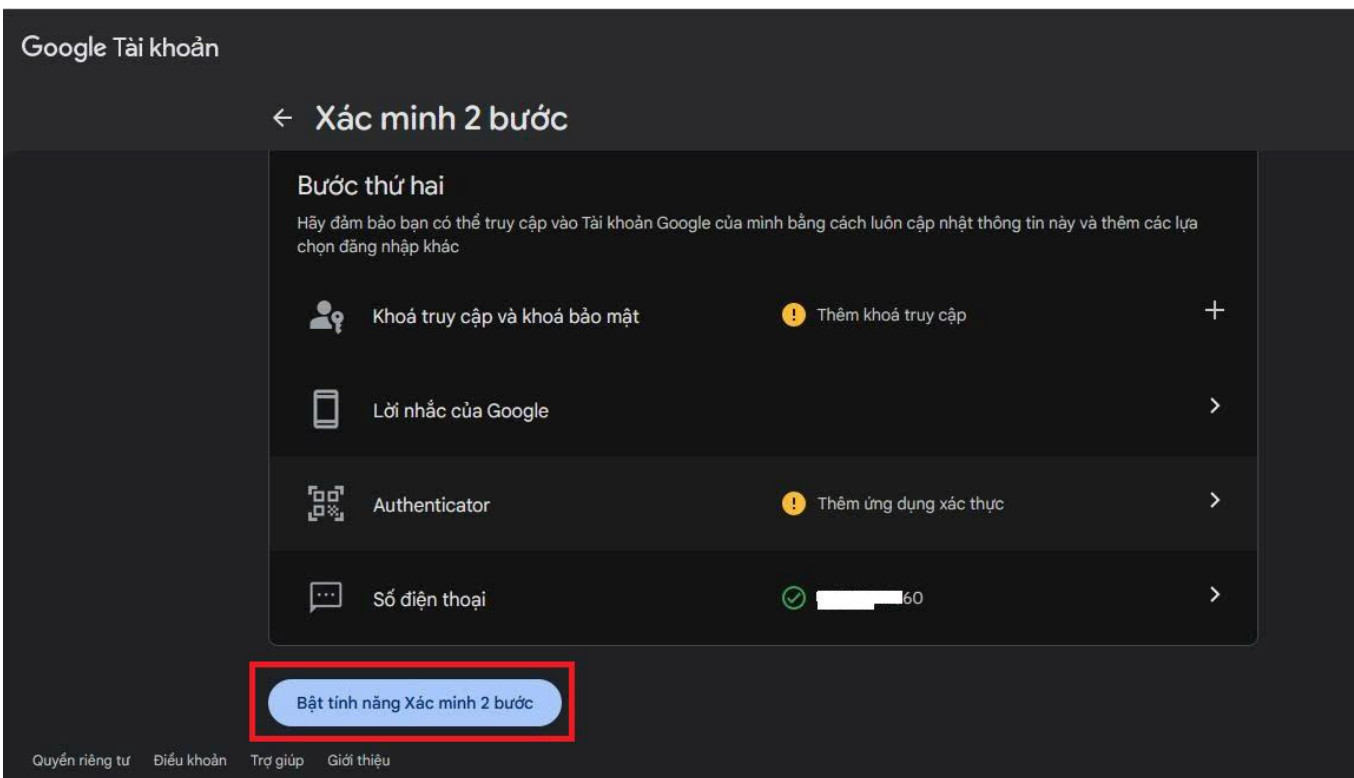 Google Tài khoản
Xác minh 2 bước
Bước thứ hai
Hãy đảm bảo bạn có thể truy cập vào Tài khoản Google của mình bằng cách luôn cập nhật thông tin này và thêm các lựa
chọn đăng nhập khác
Khoá truy cập và khoá bảo mật Thêm khoá truy cập
Lời nhắc của Google
Authenticator Thêm ứng dụng xác thực
Số điện thoại 60
Bật tính năng Xác minh 2 bước
Quyền riêng tư Điều khoản Trợ giúp Giới thiệu